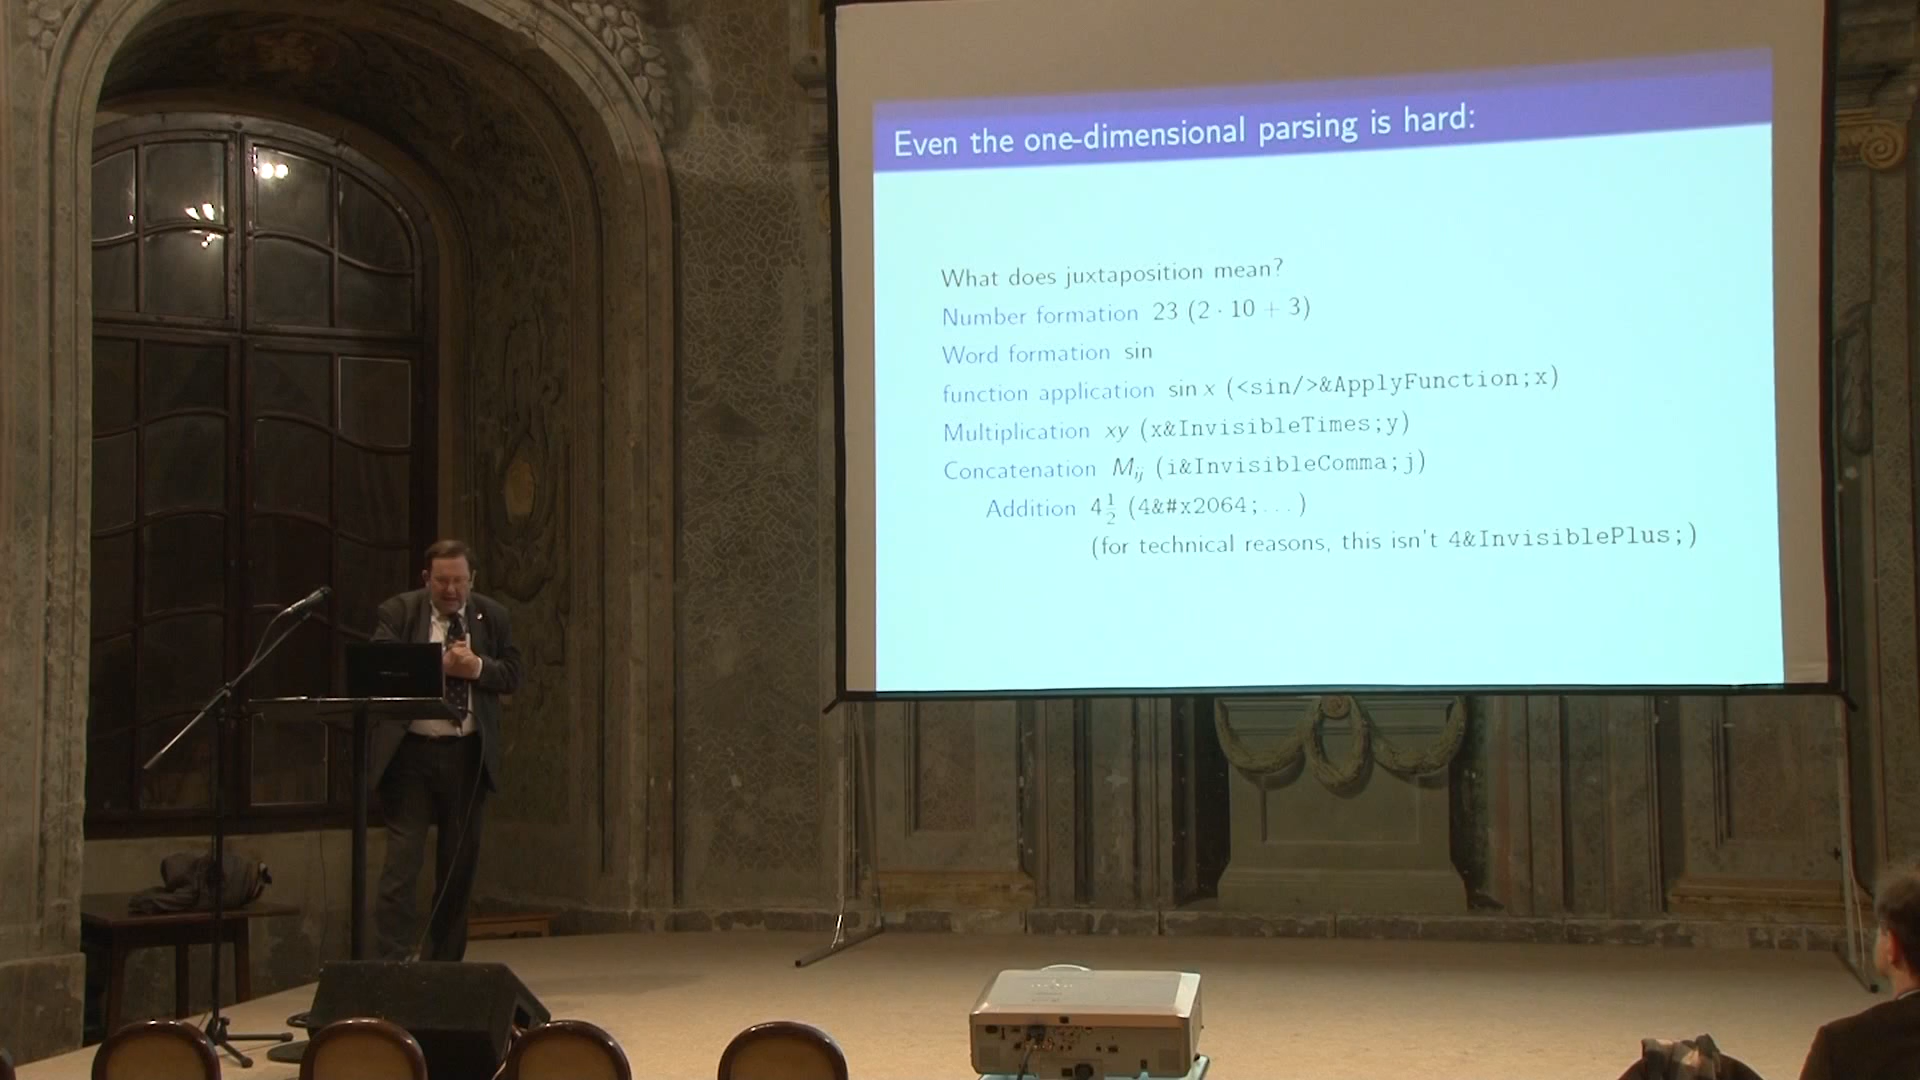 Even the one-dimensional parsing is hard:
What does juxtaposition mean?
Number formation 23 (2 · 10 + 3)
Word formation sin
function application sin x (<sin/>&ApplyFunction;x)
Multiplication xy (x&InvisibleTimes;y)
Concatenation M_ij (i&InvisibleComma;j)
Addition 4½ (4&#x2064;...)
(for technical reasons, this isn't 4&InvisiblePlus;)